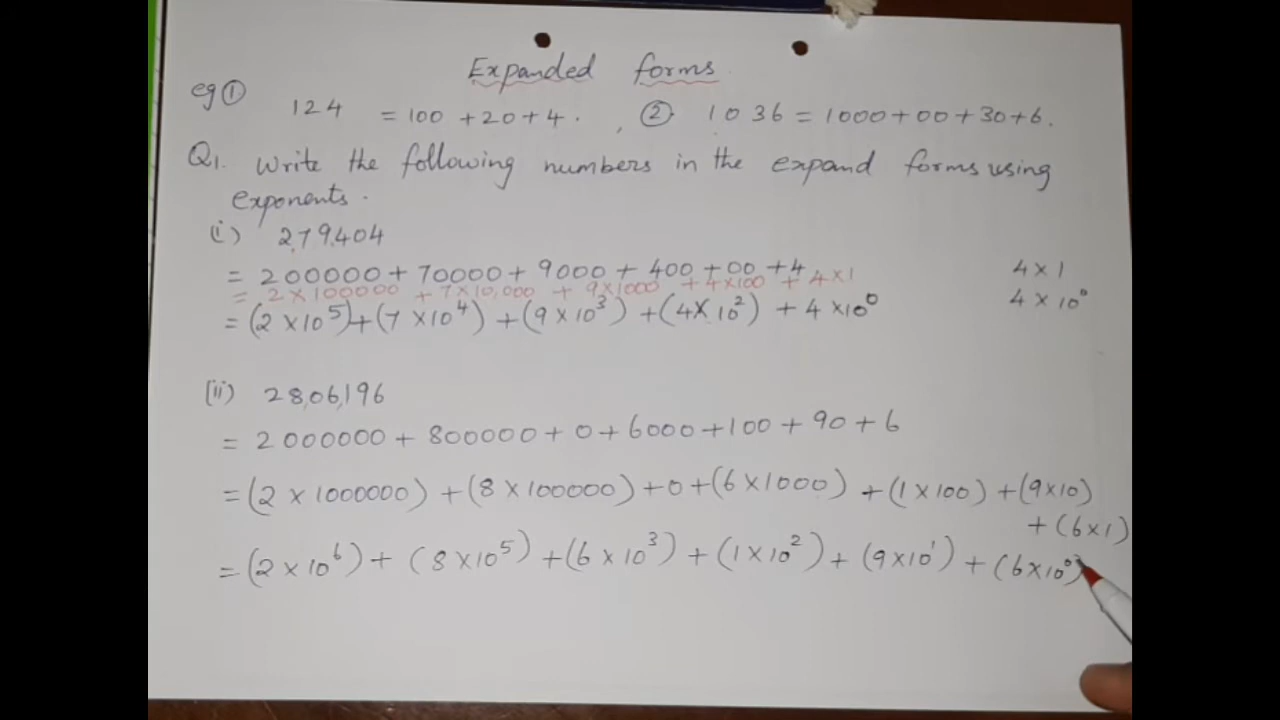 Expanded forms
eg ① 124 = 100 + 20 + 4. , ② 1036 = 1000 + 00 + 30 + 6.
Q1. Write the following numbers in the expand forms using
exponents.
(i) 2,79,404
= 200000 + 70000 + 9000 + 400 + 00 + 4 4 × 1
= 2 × 100000 + 7 × 10,000 + 9 × 1000 + 4 × 100 + 4 × 1
= (2 × 10⁵) + (7 × 10⁴) + (9 × 10³) + (4 × 10²) + 4 × 10⁰ 4 × 10⁰
(ii) 28,06,196
= 2000000 + 800000 + 0 + 6000 + 100 + 90 + 6
= (2 × 1000000) + (8 × 100000) + 0 + (6 × 1000) + (1 × 100) + (9 × 10)
+ (6 × 1)
= (2 × 10⁶) + (8 × 10⁵) + (6 × 10³) + (1 × 10²) + (9 × 10¹) + (6 × 10⁰)